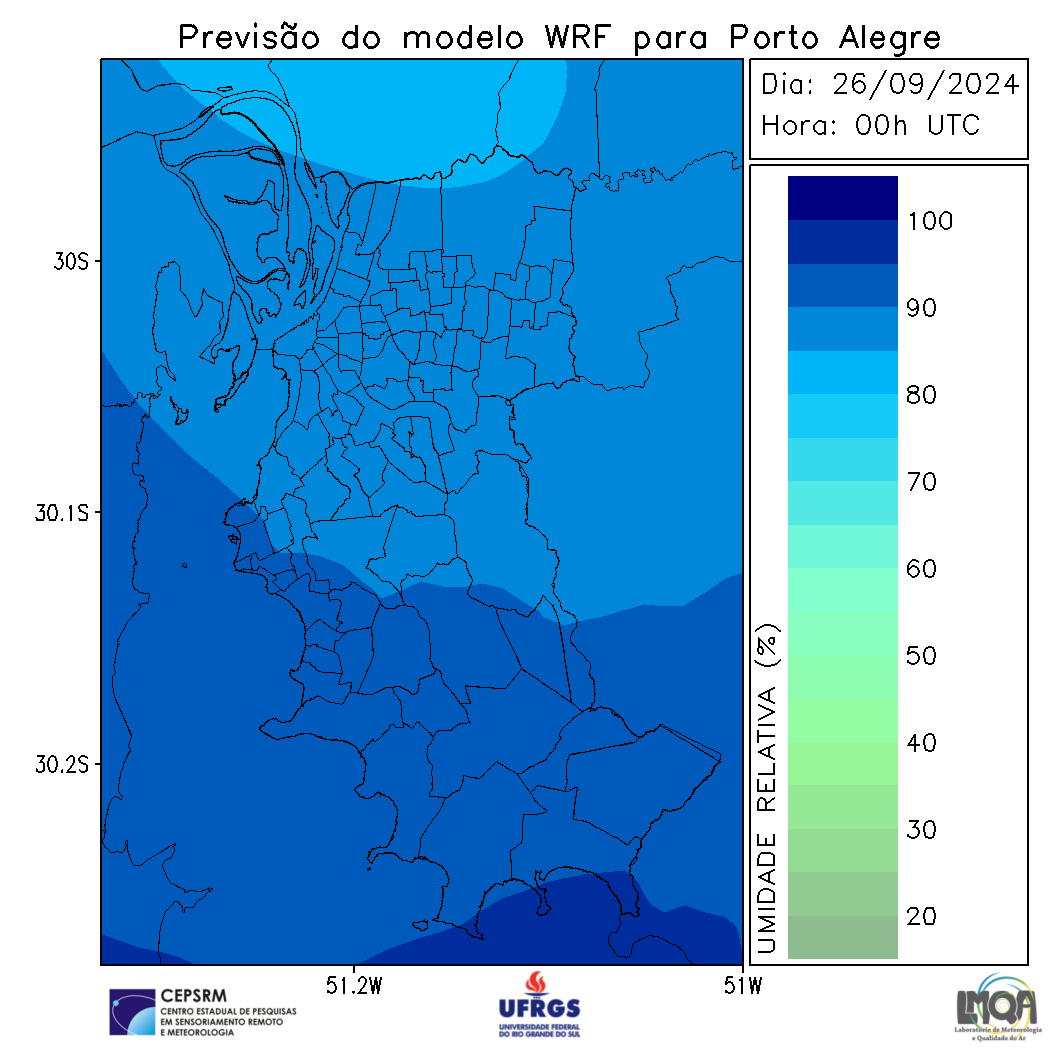 Previsão do modelo WRF para Porto Alegre
Dia: 26/09/2024
Hora: 00h UTC
30S
30.1S
30.2S
51.2W
51W
100
90
80
70
60
50
40
30
20
UMIDADE RELATIVA (%)
CEPSRM
CENTRO ESTADUAL DE PESQUISAS
EM SENSORIAMENTO REMOTO
E METEOROLOGIA
UFRGS
UNIVERSIDADE FEDERAL
DO RIO GRANDE DO SUL
LMQA
Laboratório de Meteorologia
e Qualidade do Ar